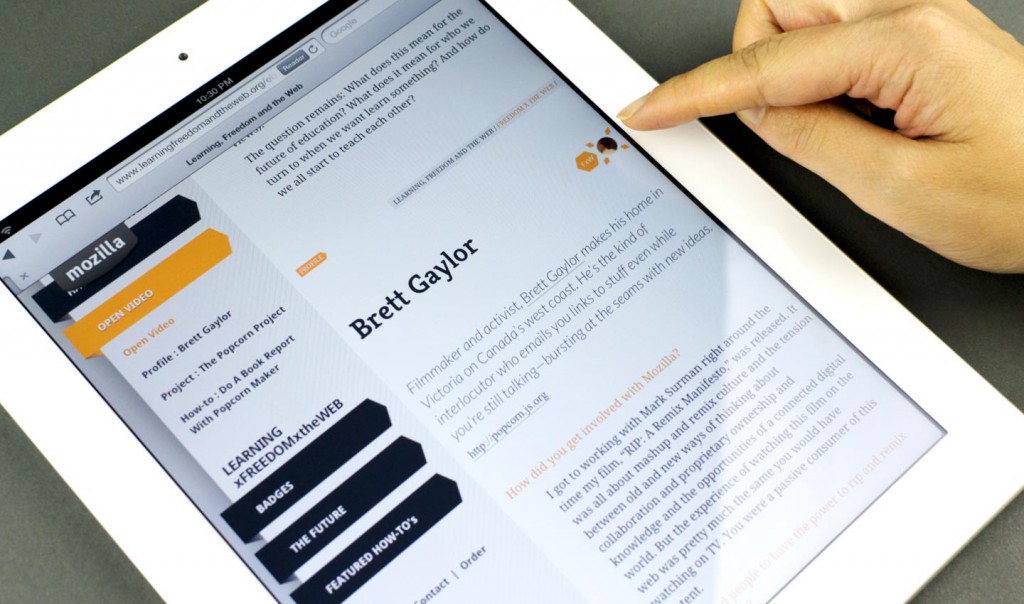 10:30 PM
www.learningfreedomandtheweb.org/e
Reader
Google
Learning, Freedom and the Web
mozilla
OPEN VIDEO
Open Video
Profile : Brett Gaylor
Project : The Popcorn Project
How-to : Do A Book Report
With Popcorn Maker
LEARNING
xFREEDOMxtheWEB
BADGES
THE FUTURE
FEATURED HOW-TO's
Contact | Order
The question remains: What does this mean for the
future of education? What does it mean for who we
turn to when we want learn something? And how do
we all start to teach each other?
LEARNING, FREEDOM AND THE WEB / FREEDOM X THE WEB /
PROFILE
Brett Gaylor
Filmmaker and activist, Brett Gaylor makes his home in
Victoria on Canada's west coast. He's the kind of
interlocutor who emails you links to stuff even while
you're still talking—bursting at the seams with new ideas.
http://popcorn.js.org
How did you get involved with Mozilla?
I got to working with Mark Surman right around the
time my film, "RIP: A Remix Manifesto," was released. It
was all about mashup and remix culture and the tension
between old and new ways of thinking about
collaboration and proprietary ownership and
knowledge and the opportunities of a connected digital
world. But the experience of watching this film on the
web was pretty much the same you would have
watching on TV. You were a passive consumer of this
tent.
d people to have the power to rip and remix